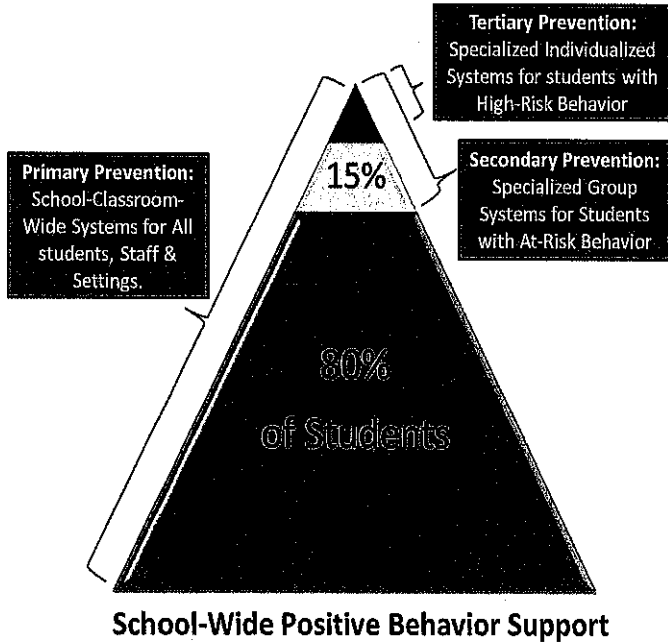 Tertiary Prevention:
Specialized Individualized
Systems for students with
High-Risk Behavior
Primary Prevention:
School-Classroom-
Wide Systems for All
students, Staff &
Settings.
15%
Secondary Prevention:
Specialized Group
Systems for Students
with At-Risk Behavior
80%
of Students
School-Wide Positive Behavior Support